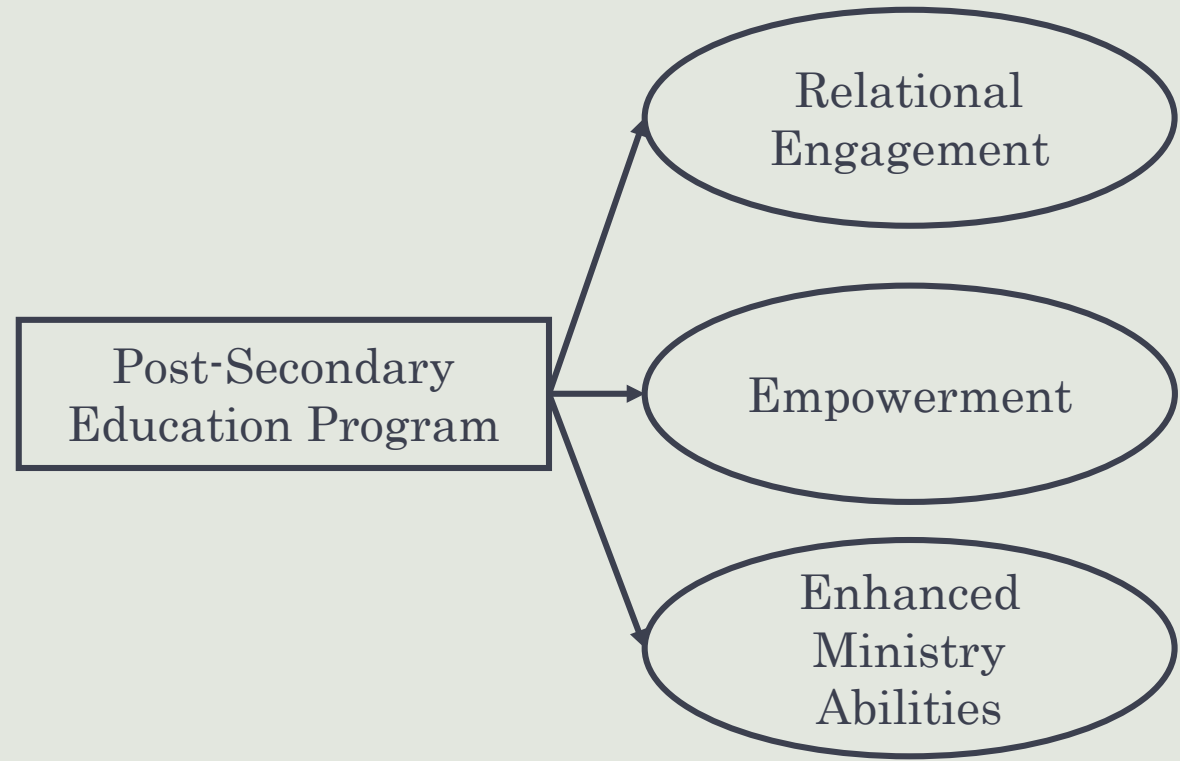 Post-Secondary
Education Program
Relational
Engagement
Empowerment
Enhanced
Ministry
Abilities